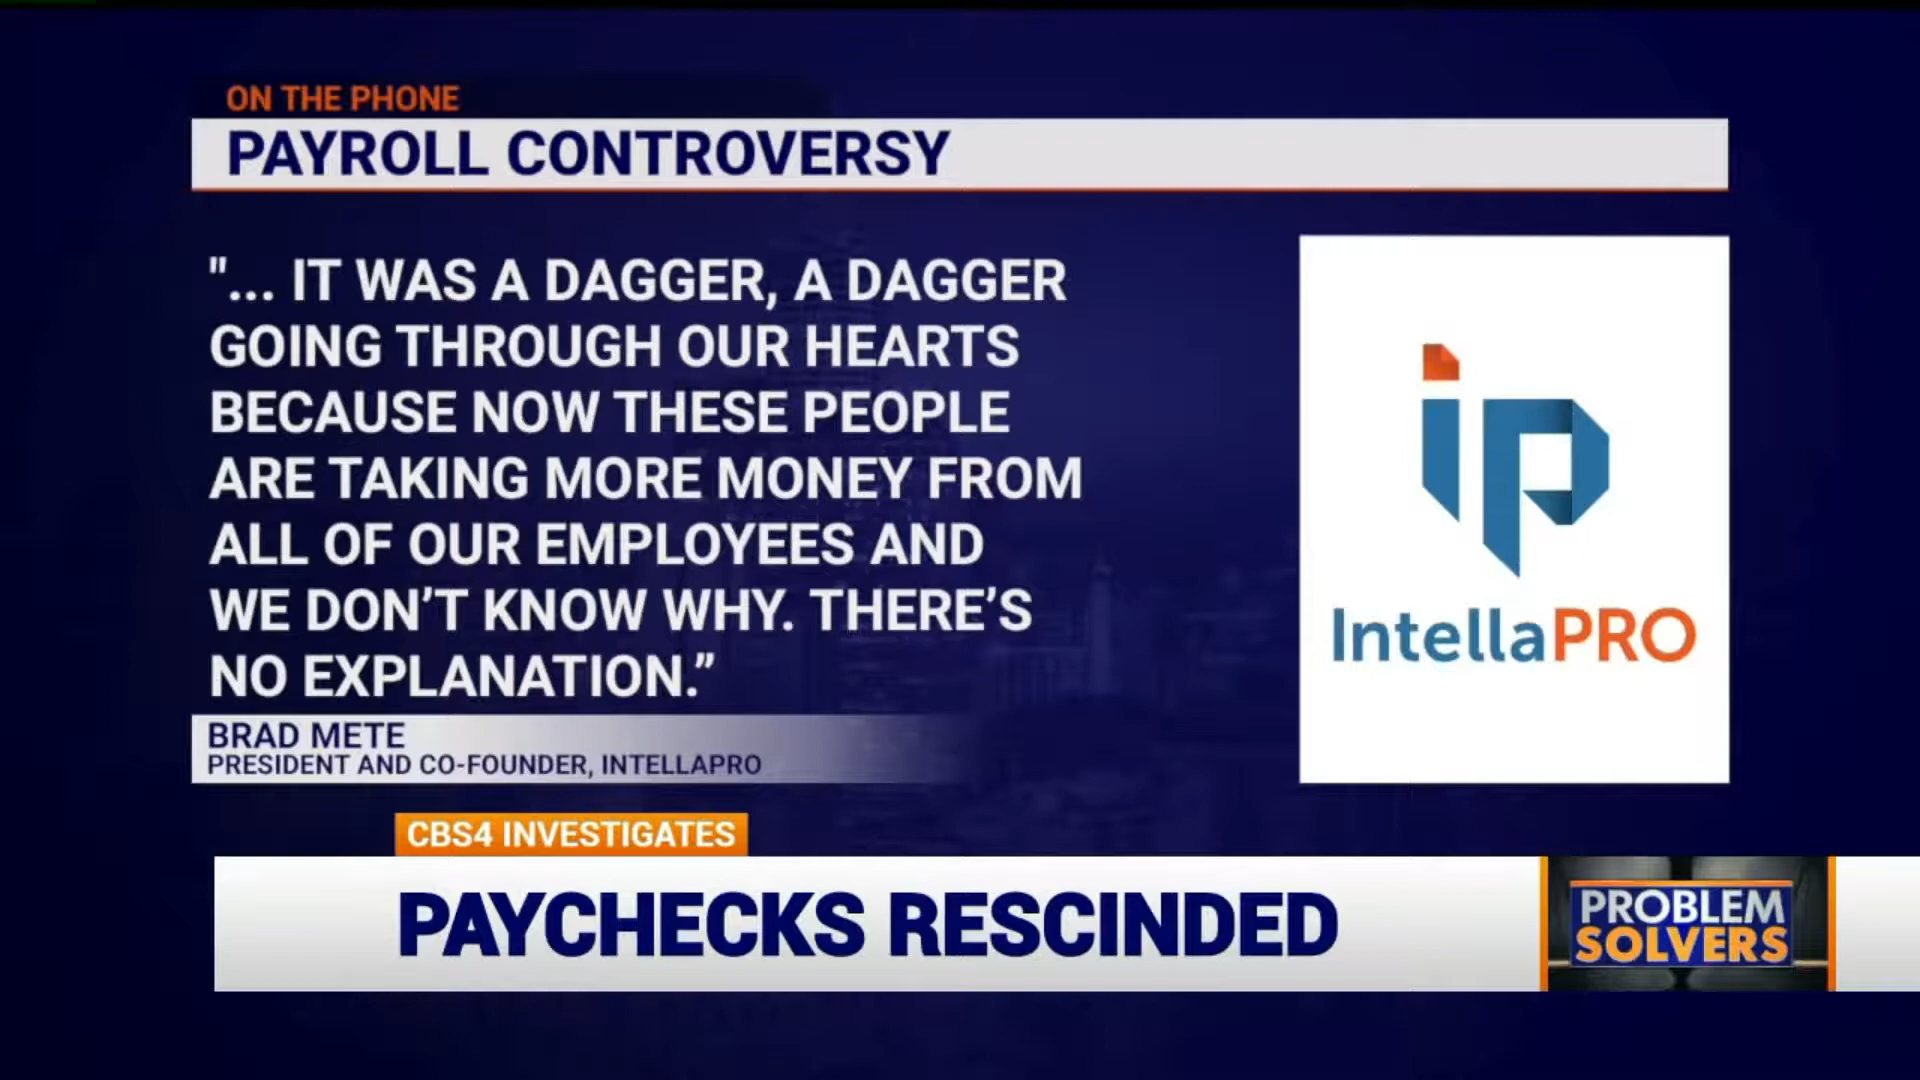 ON THE PHONE
PAYROLL CONTROVERSY
"... IT WAS A DAGGER, A DAGGER
GOING THROUGH OUR HEARTS
BECAUSE NOW THESE PEOPLE
ARE TAKING MORE MONEY FROM
ALL OF OUR EMPLOYEES AND
WE DON’T KNOW WHY. THERE’S
NO EXPLANATION.”
BRAD METE
PRESIDENT AND CO-FOUNDER, INTELLAPRO
ip
IntellaPRO
CBS4 INVESTIGATES
PAYCHECKS RESCINDED
PROBLEM
SOLVERS